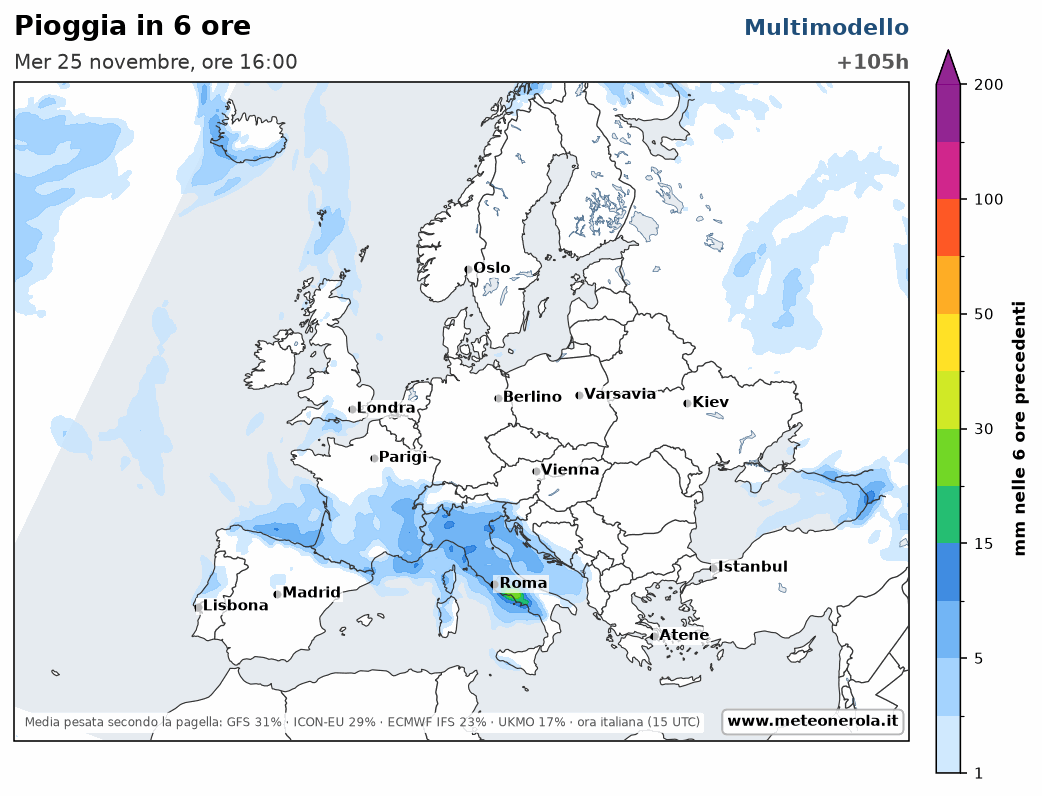 Pioggia in 6 ore
Multimodello
Mer 25 novembre, ore 16:00
+105h
200
100
50
30
15
5
1
mm nelle 6 ore precedenti
Oslo
Berlino
Varsavia
Kiev
Londra
Parigi
Vienna
Istanbul
Roma
Madrid
Lisbona
Atene
Media pesata secondo la pagella: GFS 31% · ICON-EU 29% · ECMWF IFS 23% · UKMO 17% · ora italiana (15 UTC)
www.meteonerola.it